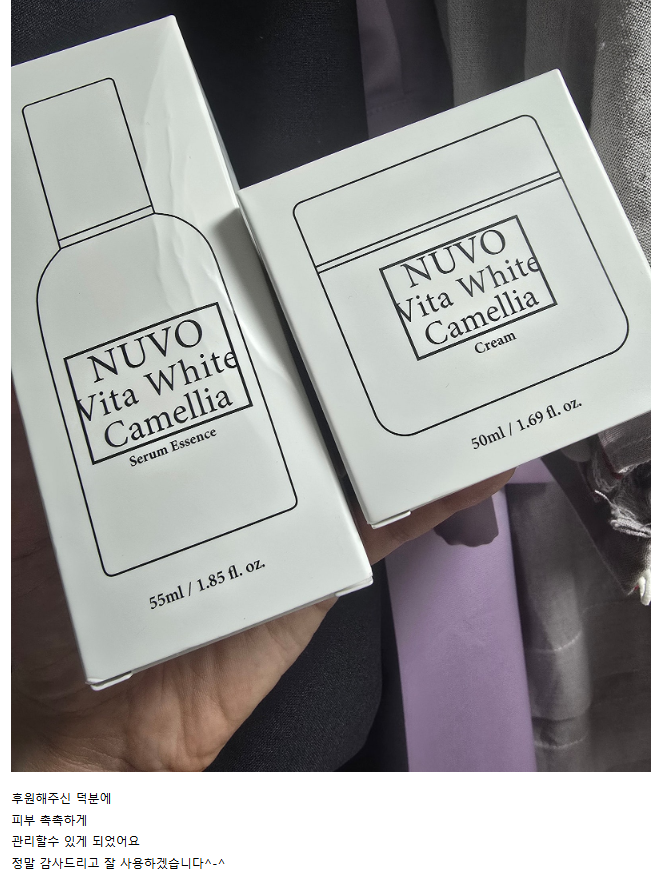 NUVO
Vita White
Camellia
Serum Essence
55ml / 1.85 fl. oz.
NUVO
Vita White
Camellia
Cream
50ml / 1.69 fl. oz.
후원해주신 덕분에
피부 촉촉하게
관리할수 있게 되었어요
정말 감사드리고 잘 사용하겠습니다^-^